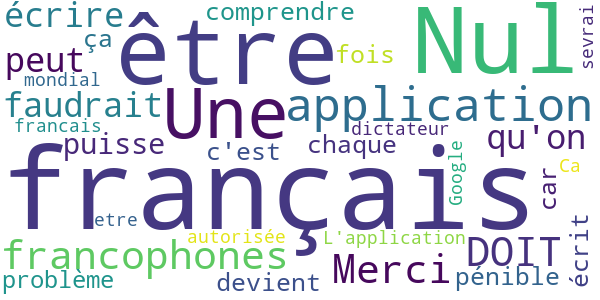 écrire
comprendre
être
Nul
sevrai
ça
fois
peut
mondial
faudrait
Une
application
francais
dictateur
puisse
c'est
chaque
qu'on
français
Google
Ca
car
etre
autorisée
L'application
écrit
francophones
DOIT
Merci
problème
devient
pénible